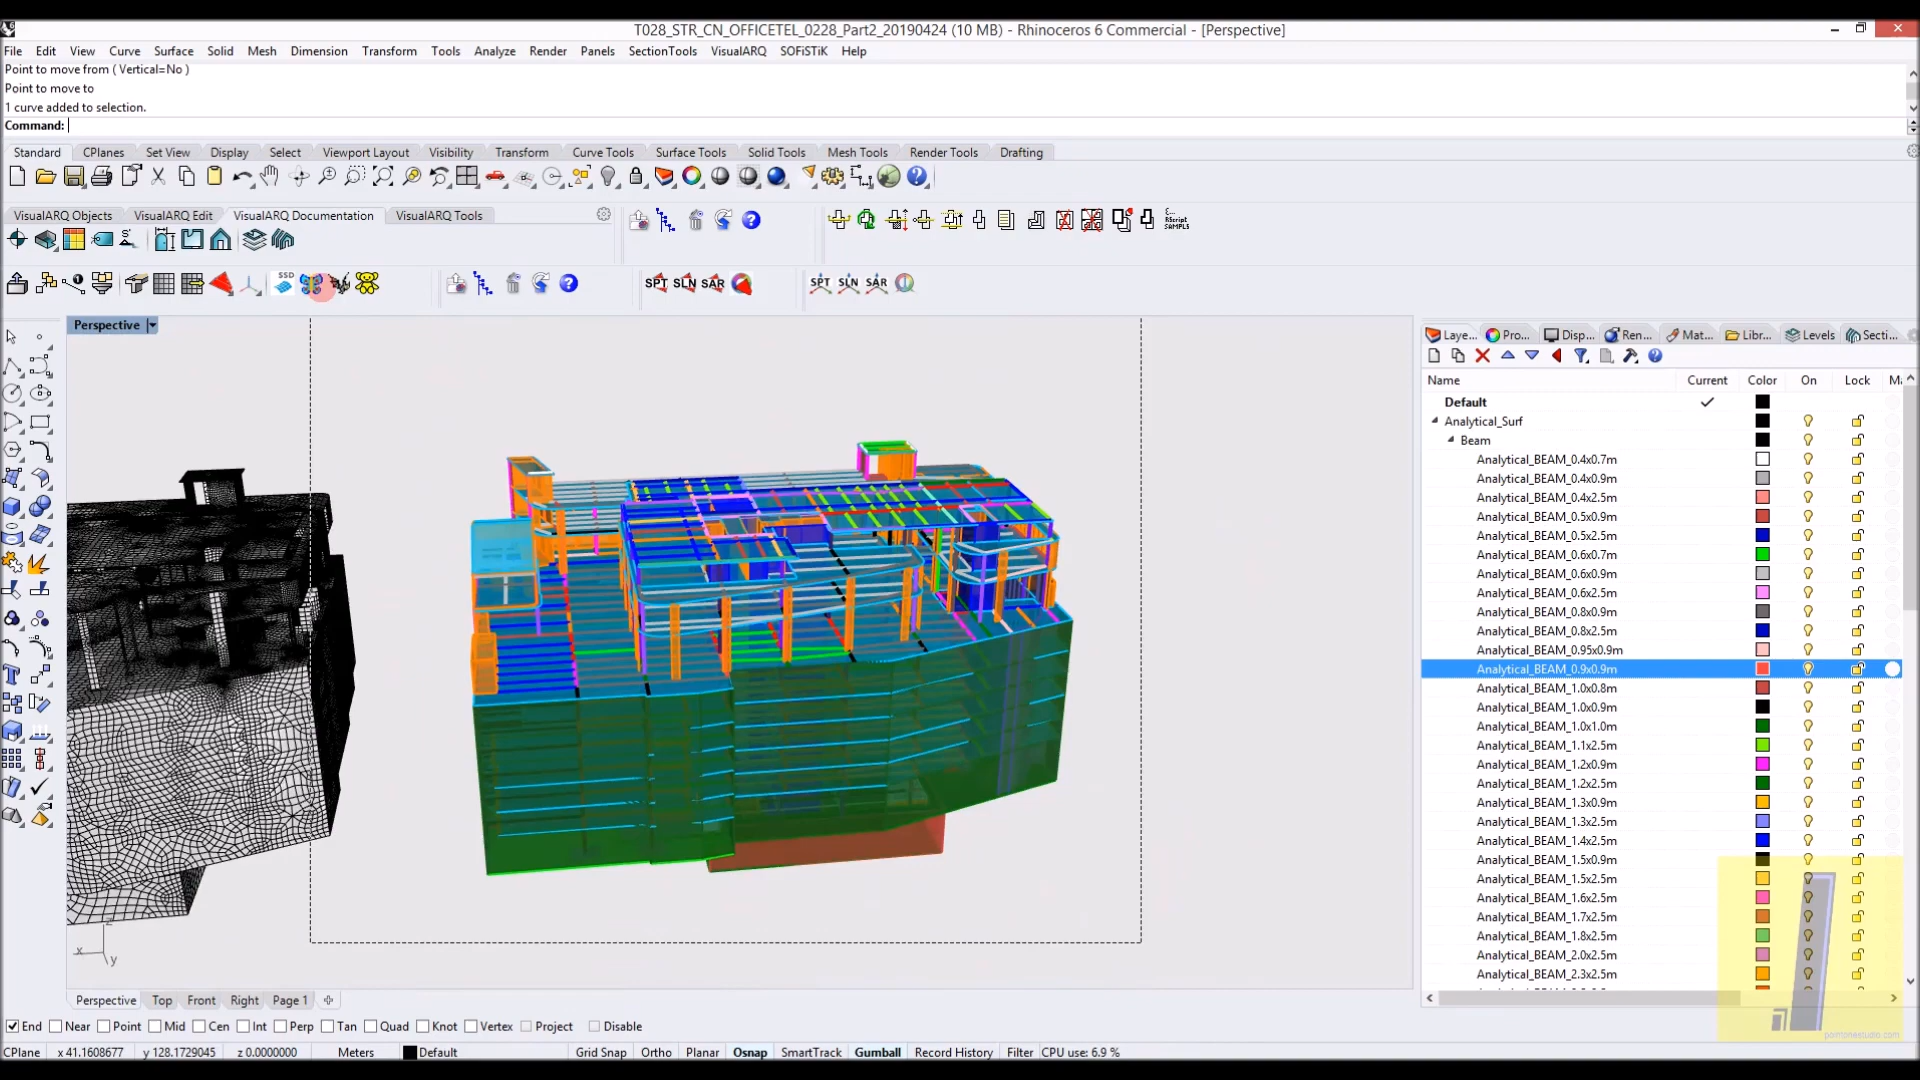 T028_STR_CN_OFFICETEL_0228_Part2_20190424 (10 MB) - Rhinoceros 6 Commercial - [Perspective]
File Edit View Curve Surface Solid Mesh Dimension Transform Tools Analyze Render Panels SectionTools VisualARQ SOFiSTiK Help
Point to move from ( Vertical=No )
Point to move to
1 curve added to selection.
Command:
Standard CPlanes Set View Display Select Viewport Layout Visibility Transform Curve Tools Surface Tools Solid Tools Mesh Tools Render Tools Drafting
VisualARQ Objects VisualARQ Edit VisualARQ Documentation VisualARQ Tools
RScript SAMPLES
SSD
SPT SLN SAR SPT SLN SAR
Perspective
Laye... Pro... Disp... Ren... Mat... Libr... Levels Secti...
Name Current Color On Lock
Default
Analytical_Surf
Beam
Analytical_BEAM_0.4x0.7m
Analytical_BEAM_0.4x0.9m
Analytical_BEAM_0.4x2.5m
Analytical_BEAM_0.5x0.9m
Analytical_BEAM_0.5x2.5m
Analytical_BEAM_0.6x0.7m
Analytical_BEAM_0.6x0.9m
Analytical_BEAM_0.6x2.5m
Analytical_BEAM_0.8x0.9m
Analytical_BEAM_0.8x2.5m
Analytical_BEAM_0.95x0.9m
Analytical_BEAM_0.9x0.9m
Analytical_BEAM_1.0x0.8m
Analytical_BEAM_1.0x0.9m
Analytical_BEAM_1.0x1.0m
Analytical_BEAM_1.1x2.5m
Analytical_BEAM_1.2x0.9m
Analytical_BEAM_1.2x2.5m
Analytical_BEAM_1.3x0.9m
Analytical_BEAM_1.3x2.5m
Analytical_BEAM_1.4x2.5m
Analytical_BEAM_1.5x0.9m
Analytical_BEAM_1.5x2.5m
Analytical_BEAM_1.6x2.5m
Analytical_BEAM_1.7x2.5m
Analytical_BEAM_1.8x2.5m
Analytical_BEAM_2.0x2.5m
Analytical_BEAM_2.3x2.5m
z
x
y
Perspective Top Front Right Page 1
End Near Point Mid Cen Int Perp Tan Quad Knot Vertex Project Disable
CPlane x 41.1608677 y 128.1729045 z 0.0000000 Meters Default Grid Snap Ortho Planar Osnap SmartTrack Gumball Record History Filter CPU use: 6.9 %